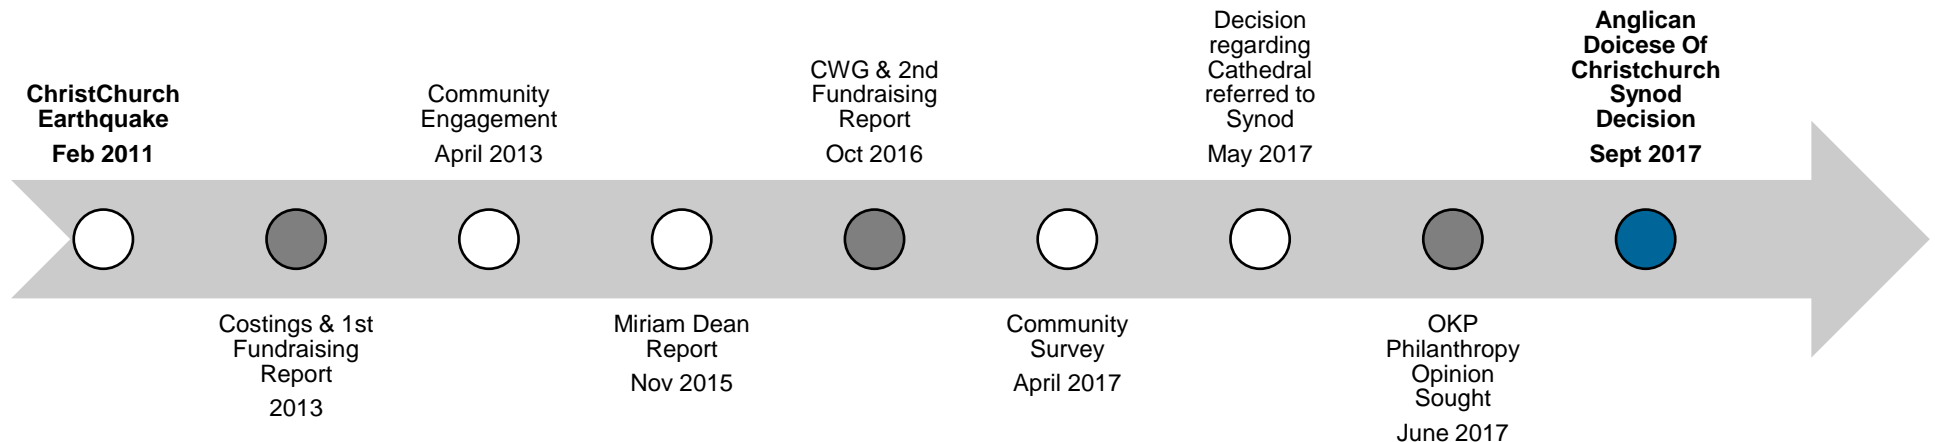 ChristChurch
Earthquake
Feb 2011
Costings & 1st
Fundraising
Report
2013
Community
Engagement
April 2013
Miriam Dean
Report
Nov 2015
CWG & 2nd
Fundraising
Report
Oct 2016
Community
Survey
April 2017
Decision
regarding
Cathedral
referred to
Synod
May 2017
OKP
Philanthropy
Opinion
Sought
June 2017
Anglican
Doicese Of
Christchurch
Synod
Decision
Sept 2017